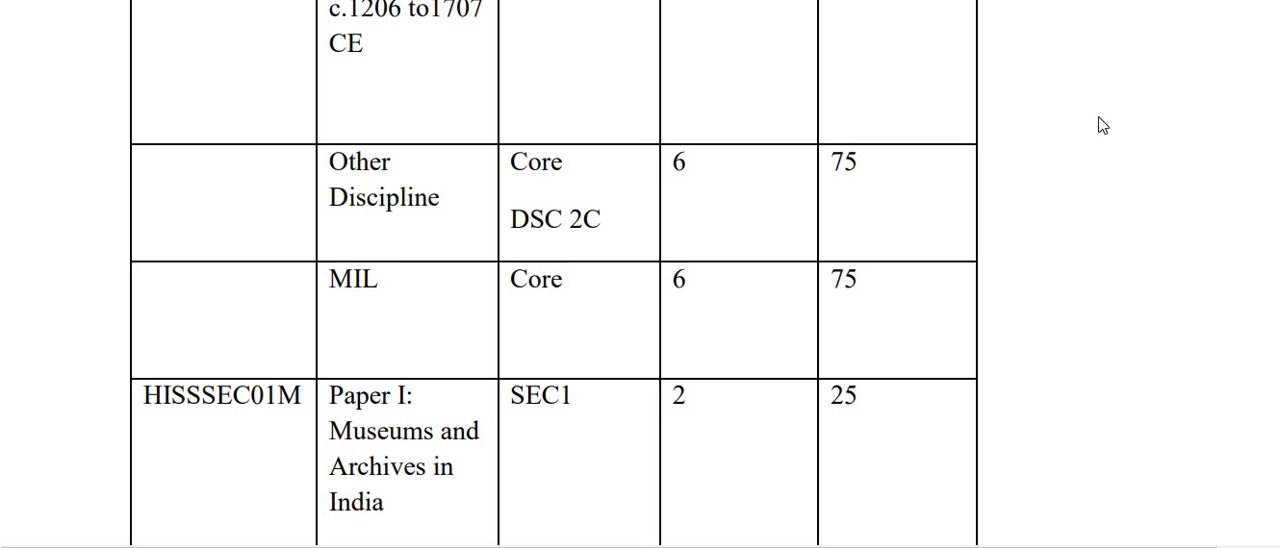 c.1206 to1707
CE
Other
Discipline
Core
DSC 2C
6
75
MIL
Core
6
75
HISSSEC01M
Paper I:
Museums and
Archives in
India
SEC1
2
25